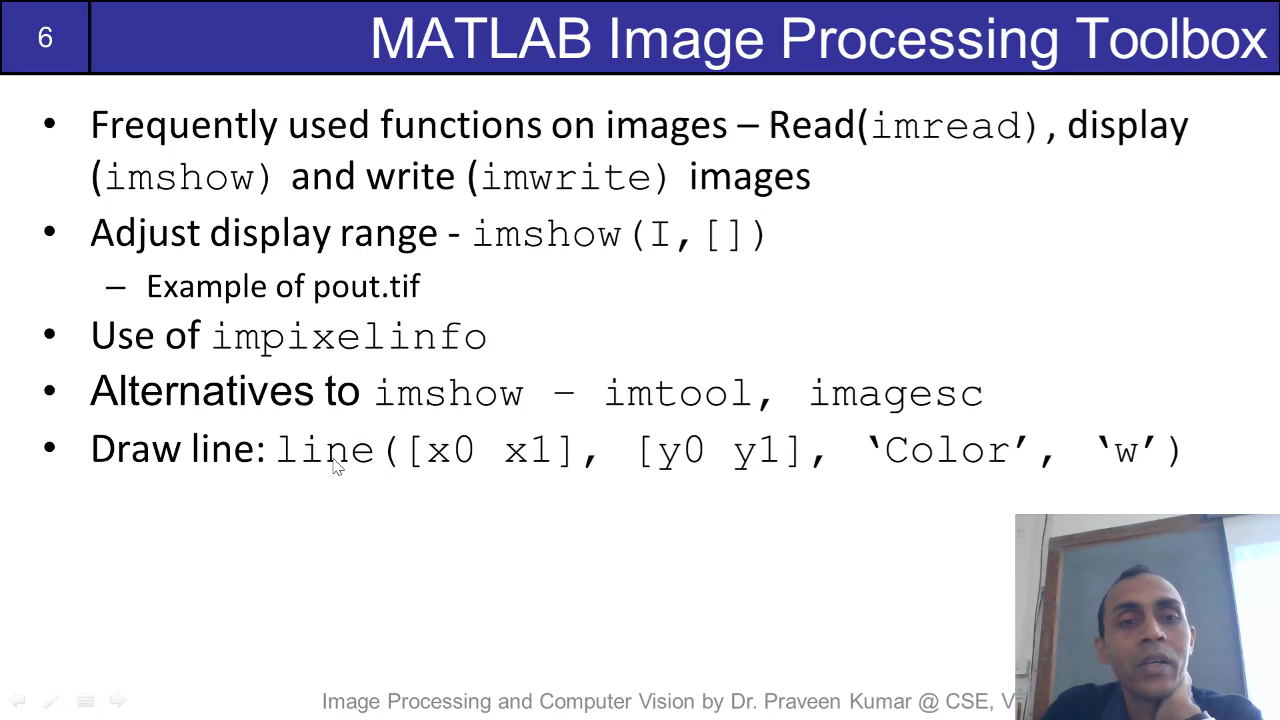 6
MATLAB Image Processing Toolbox
• Frequently used functions on images – Read(imread), display
(imshow) and write (imwrite) images
• Adjust display range - imshow(I,[])
– Example of pout.tif
• Use of impixelinfo
• Alternatives to imshow – imtool, imagesc
• Draw line: line([x0 x1], [y0 y1], ‘Color’, ‘w’)
Image Processing and Computer Vision by Dr. Praveen Kumar @ CSE,